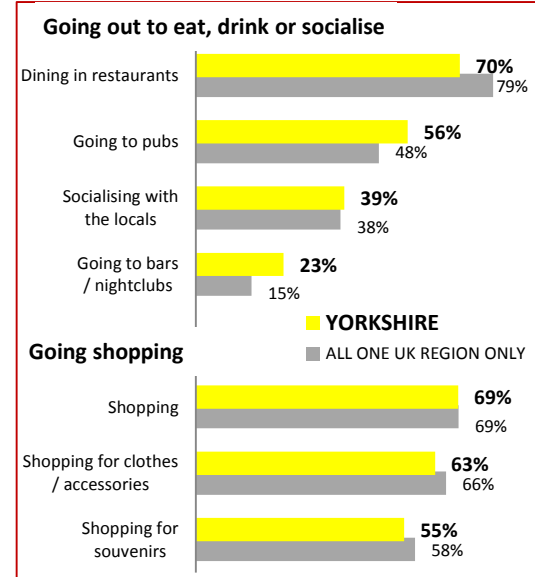 Going out to eat, drink or socialise
Dining in restaurants
70%
79%
Going to pubs
56%
48%
Socialising with
the locals
39%
38%
Going to bars
/ nightclubs
23%
15%
YORKSHIRE
ALL ONE UK REGION ONLY
Going shopping
Shopping
69%
69%
Shopping for clothes
/ accessories
63%
66%
Shopping for
souvenirs
55%
58%